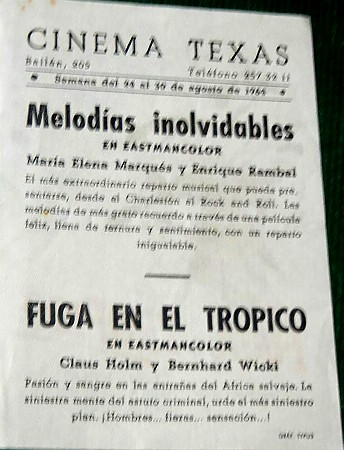 CINEMA TEXAS
Bailén, 205
Teléfono 257 32 11
Semana del 24 al 30 de agosto de
Melodías inolvidables
EN EASTMANCOLOR
María Elena Marqués y Enrique Rambal
El más extraordinario reparto musical que pueda pre-
sentarse, desde el Charlesión al Rock and Roll. Las
melodías de más grato recuerdo a través de una película
feliz, llena de ternura y sentimiento, con un reparto
inigualable.
FUGA EN EL TROPICO
EN EASTMANCOLOR
Claus Holm y Bernhard Wicki
Pasión y sangre en las entrañas del Africa salvaje. La
siniestra mente del astuto criminal, urde el más siniestro
plan. ¡Hombres... fieras... sensación...!